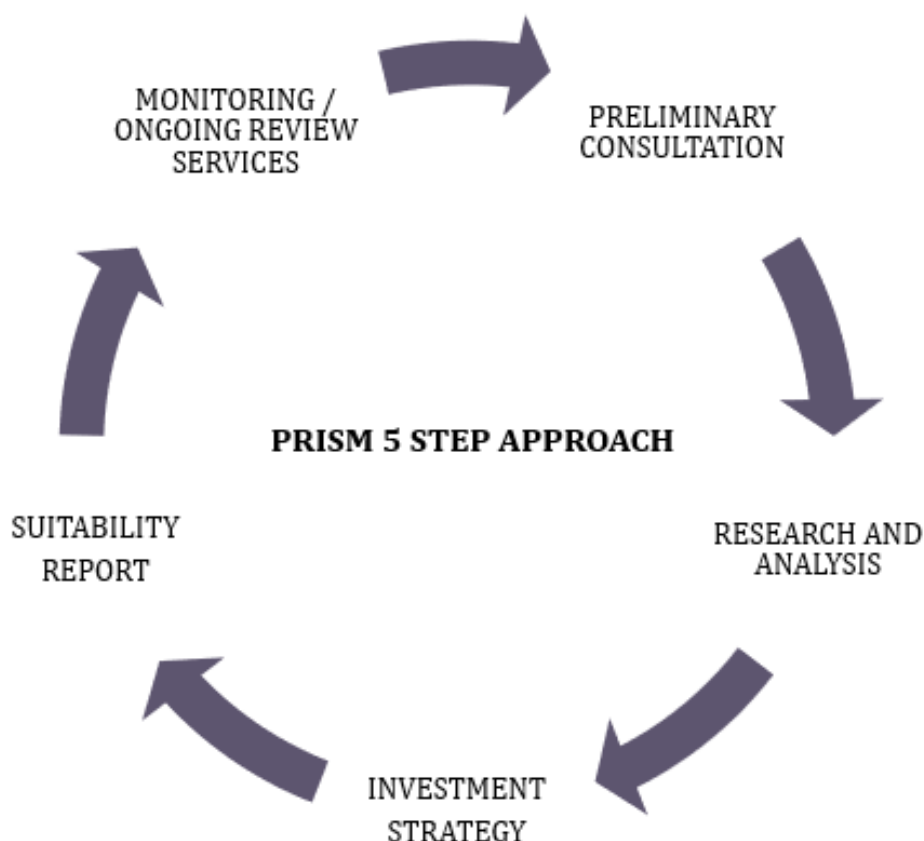 MONITORING /
ONGOING REVIEW
SERVICES
PRELIMINARY
CONSULTATION
PRISM 5 STEP APPROACH
SUITABILITY
REPORT
RESEARCH AND
ANALYSIS
INVESTMENT
STRATEGY